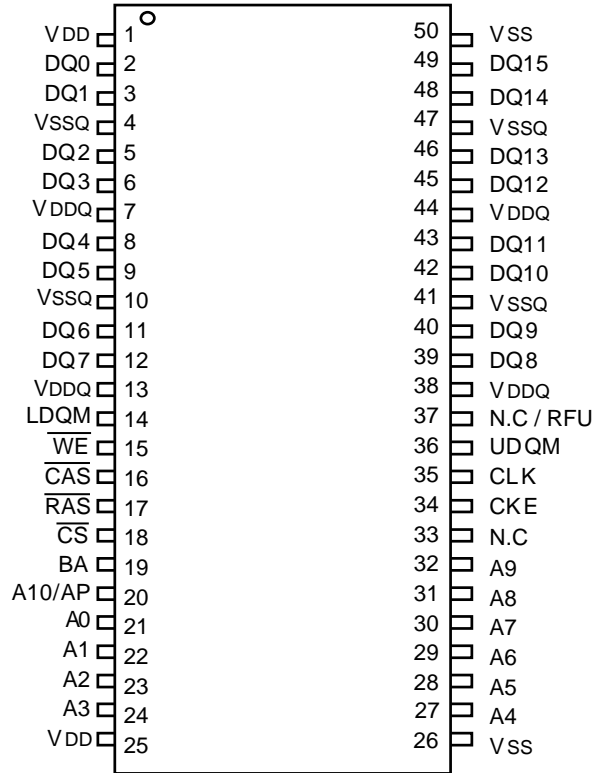 VDD 1 50 VSS
DQ0 2 49 DQ15
DQ1 3 48 DQ14
VSSQ 4 47 VSSQ
DQ2 5 46 DQ13
DQ3 6 45 DQ12
VDDQ 7 44 VDDQ
DQ4 8 43 DQ11
DQ5 9 42 DQ10
VSSQ 10 41 VSSQ
DQ6 11 40 DQ9
DQ7 12 39 DQ8
VDDQ 13 38 VDDQ
LDQM 14 37 N.C / RFU
W̅E̅ 15 36 UDQM
C̅A̅S̅ 16 35 CLK
R̅A̅S̅ 17 34 CKE
C̅S̅ 18 33 N.C
BA 19 32 A9
A10/AP 20 31 A8
A0 21 30 A7
A1 22 29 A6
A2 23 28 A5
A3 24 27 A4
VDD 25 26 VSS